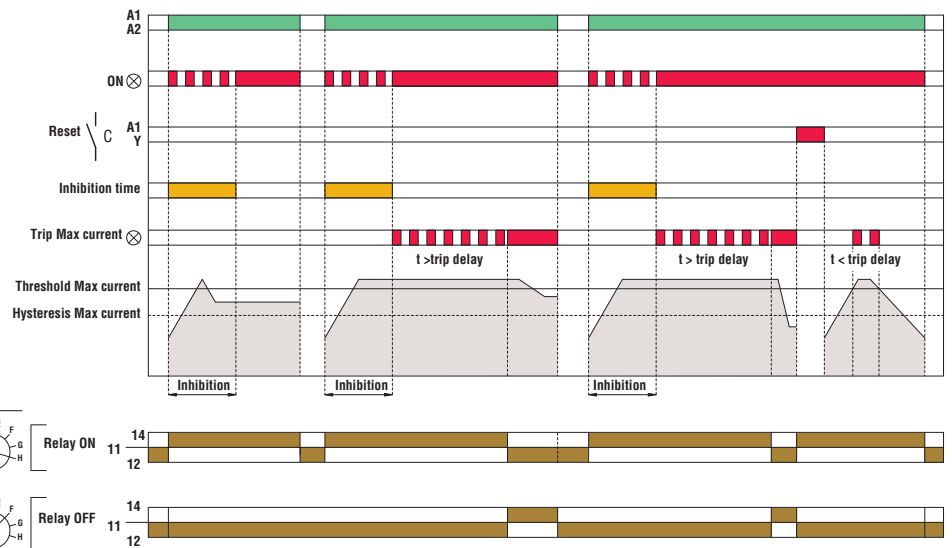 A1
A2
ON
Reset C A1
Y
Inhibition time
Trip Max current
t >trip delay t > trip delay t < trip delay
Threshold Max current
Hysteresis Max current
Inhibition Inhibition Inhibition
F
G
H
Relay ON 11 14
12
F
G
H
Relay OFF 11 14
12